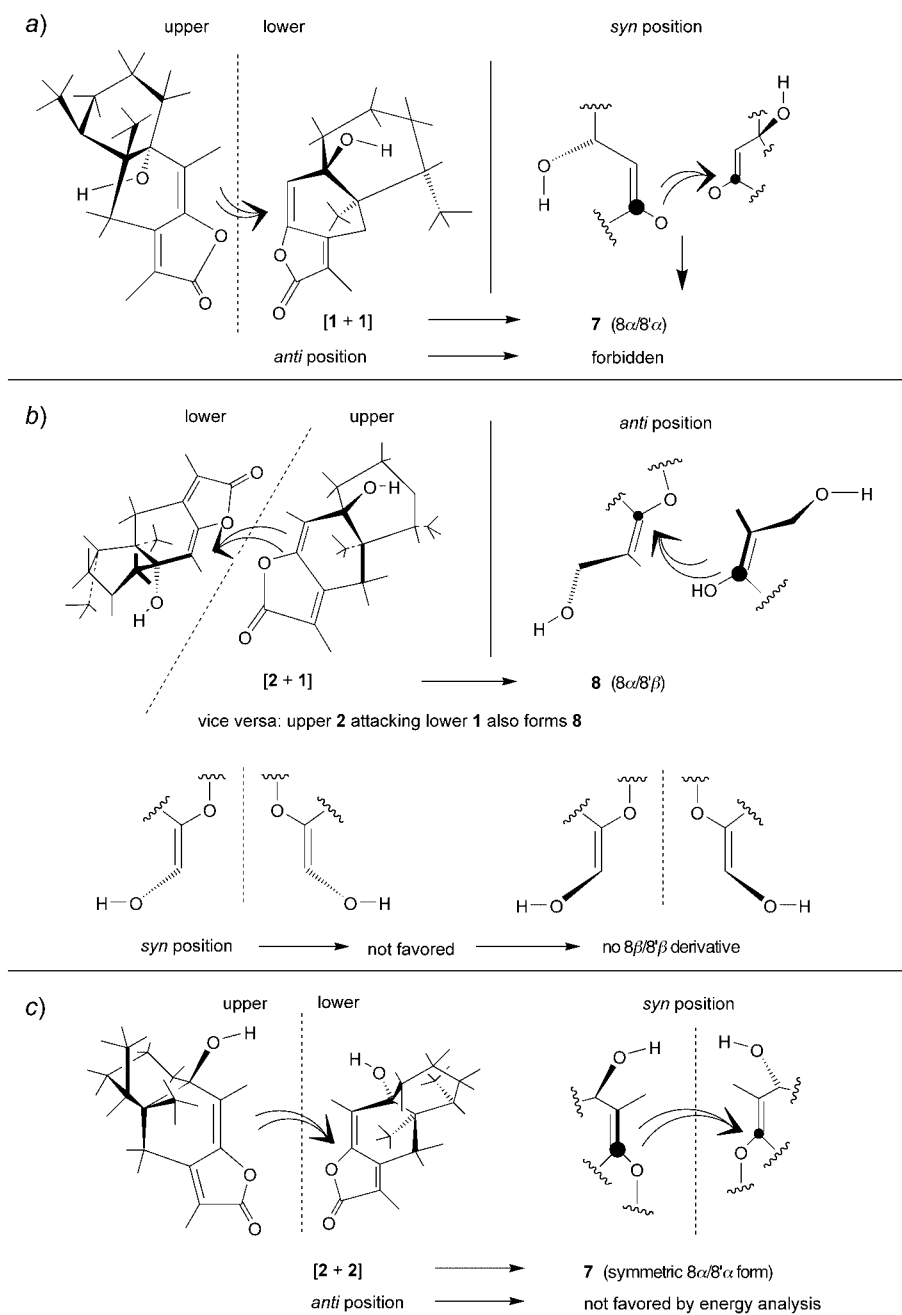 a)
upper lower syn position
H
O
H
O
H
O
O
O
H
O
O
H
O
O
O
O
[1 + 1] 7 (8α/8'α)
anti position forbidden
b)
lower upper anti position
O
O
O
H
O-H
O
O
O
O-H
HO
O
H
[2 + 1] 8 (8α/8'β)
vice versa: upper 2 attacking lower 1 also forms 8
O O O O
H-O O-H H-O O-H
syn position not favored no 8β/8'β derivative
c)
upper lower syn position
O-H
H-O
O
O
O
O
O-H
H-O
O
O
[2 + 2] 7 (symmetric 8α/8'α form)
anti position not favored by energy analysis